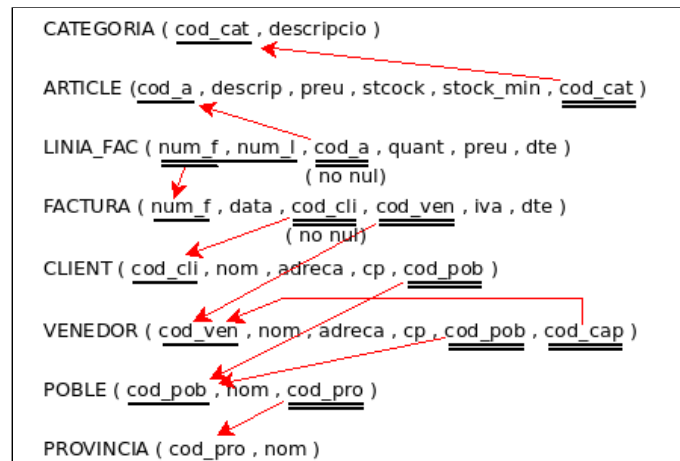 CATEGORIA ( cod_cat , descripcio )
ARTICLE (cod_a , descrip , preu , stcock , stock_min , cod_cat )
LINIA_FAC ( num_f , num_l , cod_a , quant , preu , dte )
( no nul)
FACTURA ( num_f , data , cod_cli , cod_ven , iva , dte )
( no nul)
CLIENT ( cod_cli , nom , adreca , cp , cod_pob )
VENEDOR ( cod_ven , nom , adreca , cp , cod_pob , cod_cap )
POBLE ( cod_pob , nom , cod_pro )
PROVINCIA ( cod_pro , nom )